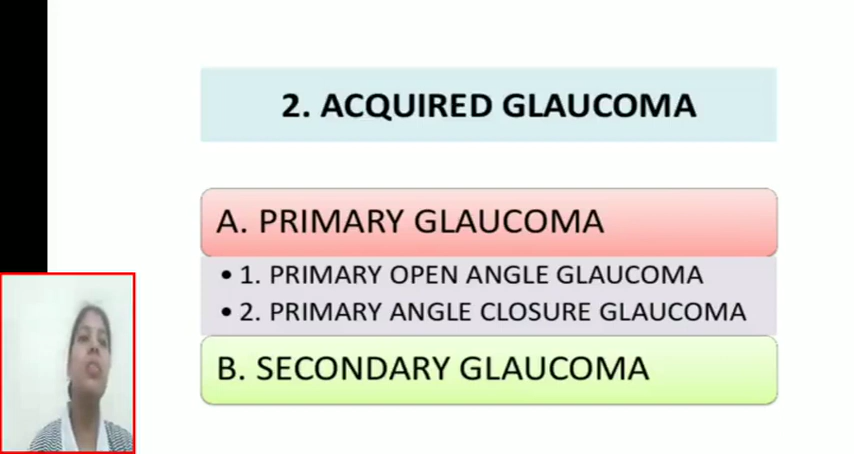 2. ACQUIRED GLAUCOMA
A. PRIMARY GLAUCOMA
• 1. PRIMARY OPEN ANGLE GLAUCOMA
• 2. PRIMARY ANGLE CLOSURE GLAUCOMA
B. SECONDARY GLAUCOMA